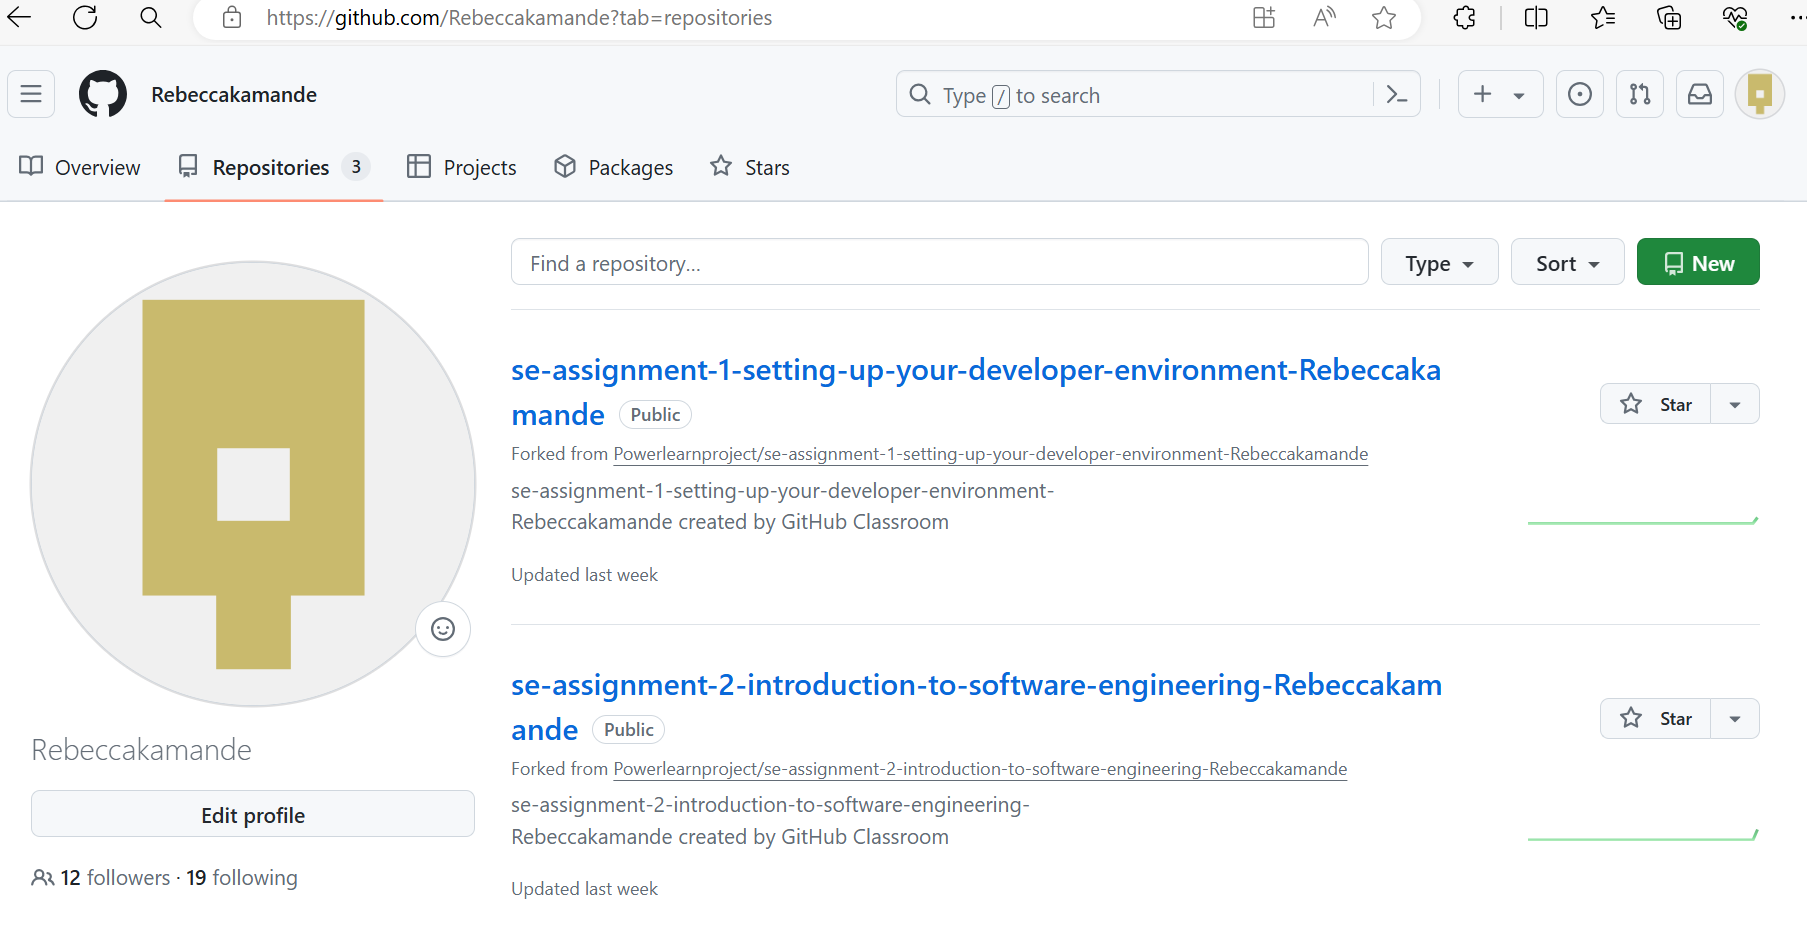 https://github.com/Rebeccakamande?tab=repositories
Rebeccakamande
Type / to search
Overview
Repositories 3
Projects
Packages
Stars
Find a repository...
Type
Sort
New
se-assignment-1-setting-up-your-developer-environment-Rebeccaka
mande Public
Star
Forked from Powerlearnproject/se-assignment-1-setting-up-your-developer-environment-Rebeccakamande
se-assignment-1-setting-up-your-developer-environment-
Rebeccakamande created by GitHub Classroom
Updated last week
se-assignment-2-introduction-to-software-engineering-Rebeccakam
ande Public
Star
Forked from Powerlearnproject/se-assignment-2-introduction-to-software-engineering-Rebeccakamande
se-assignment-2-introduction-to-software-engineering-
Rebeccakamande created by GitHub Classroom
Updated last week
Rebeccakamande
Edit profile
12 followers · 19 following